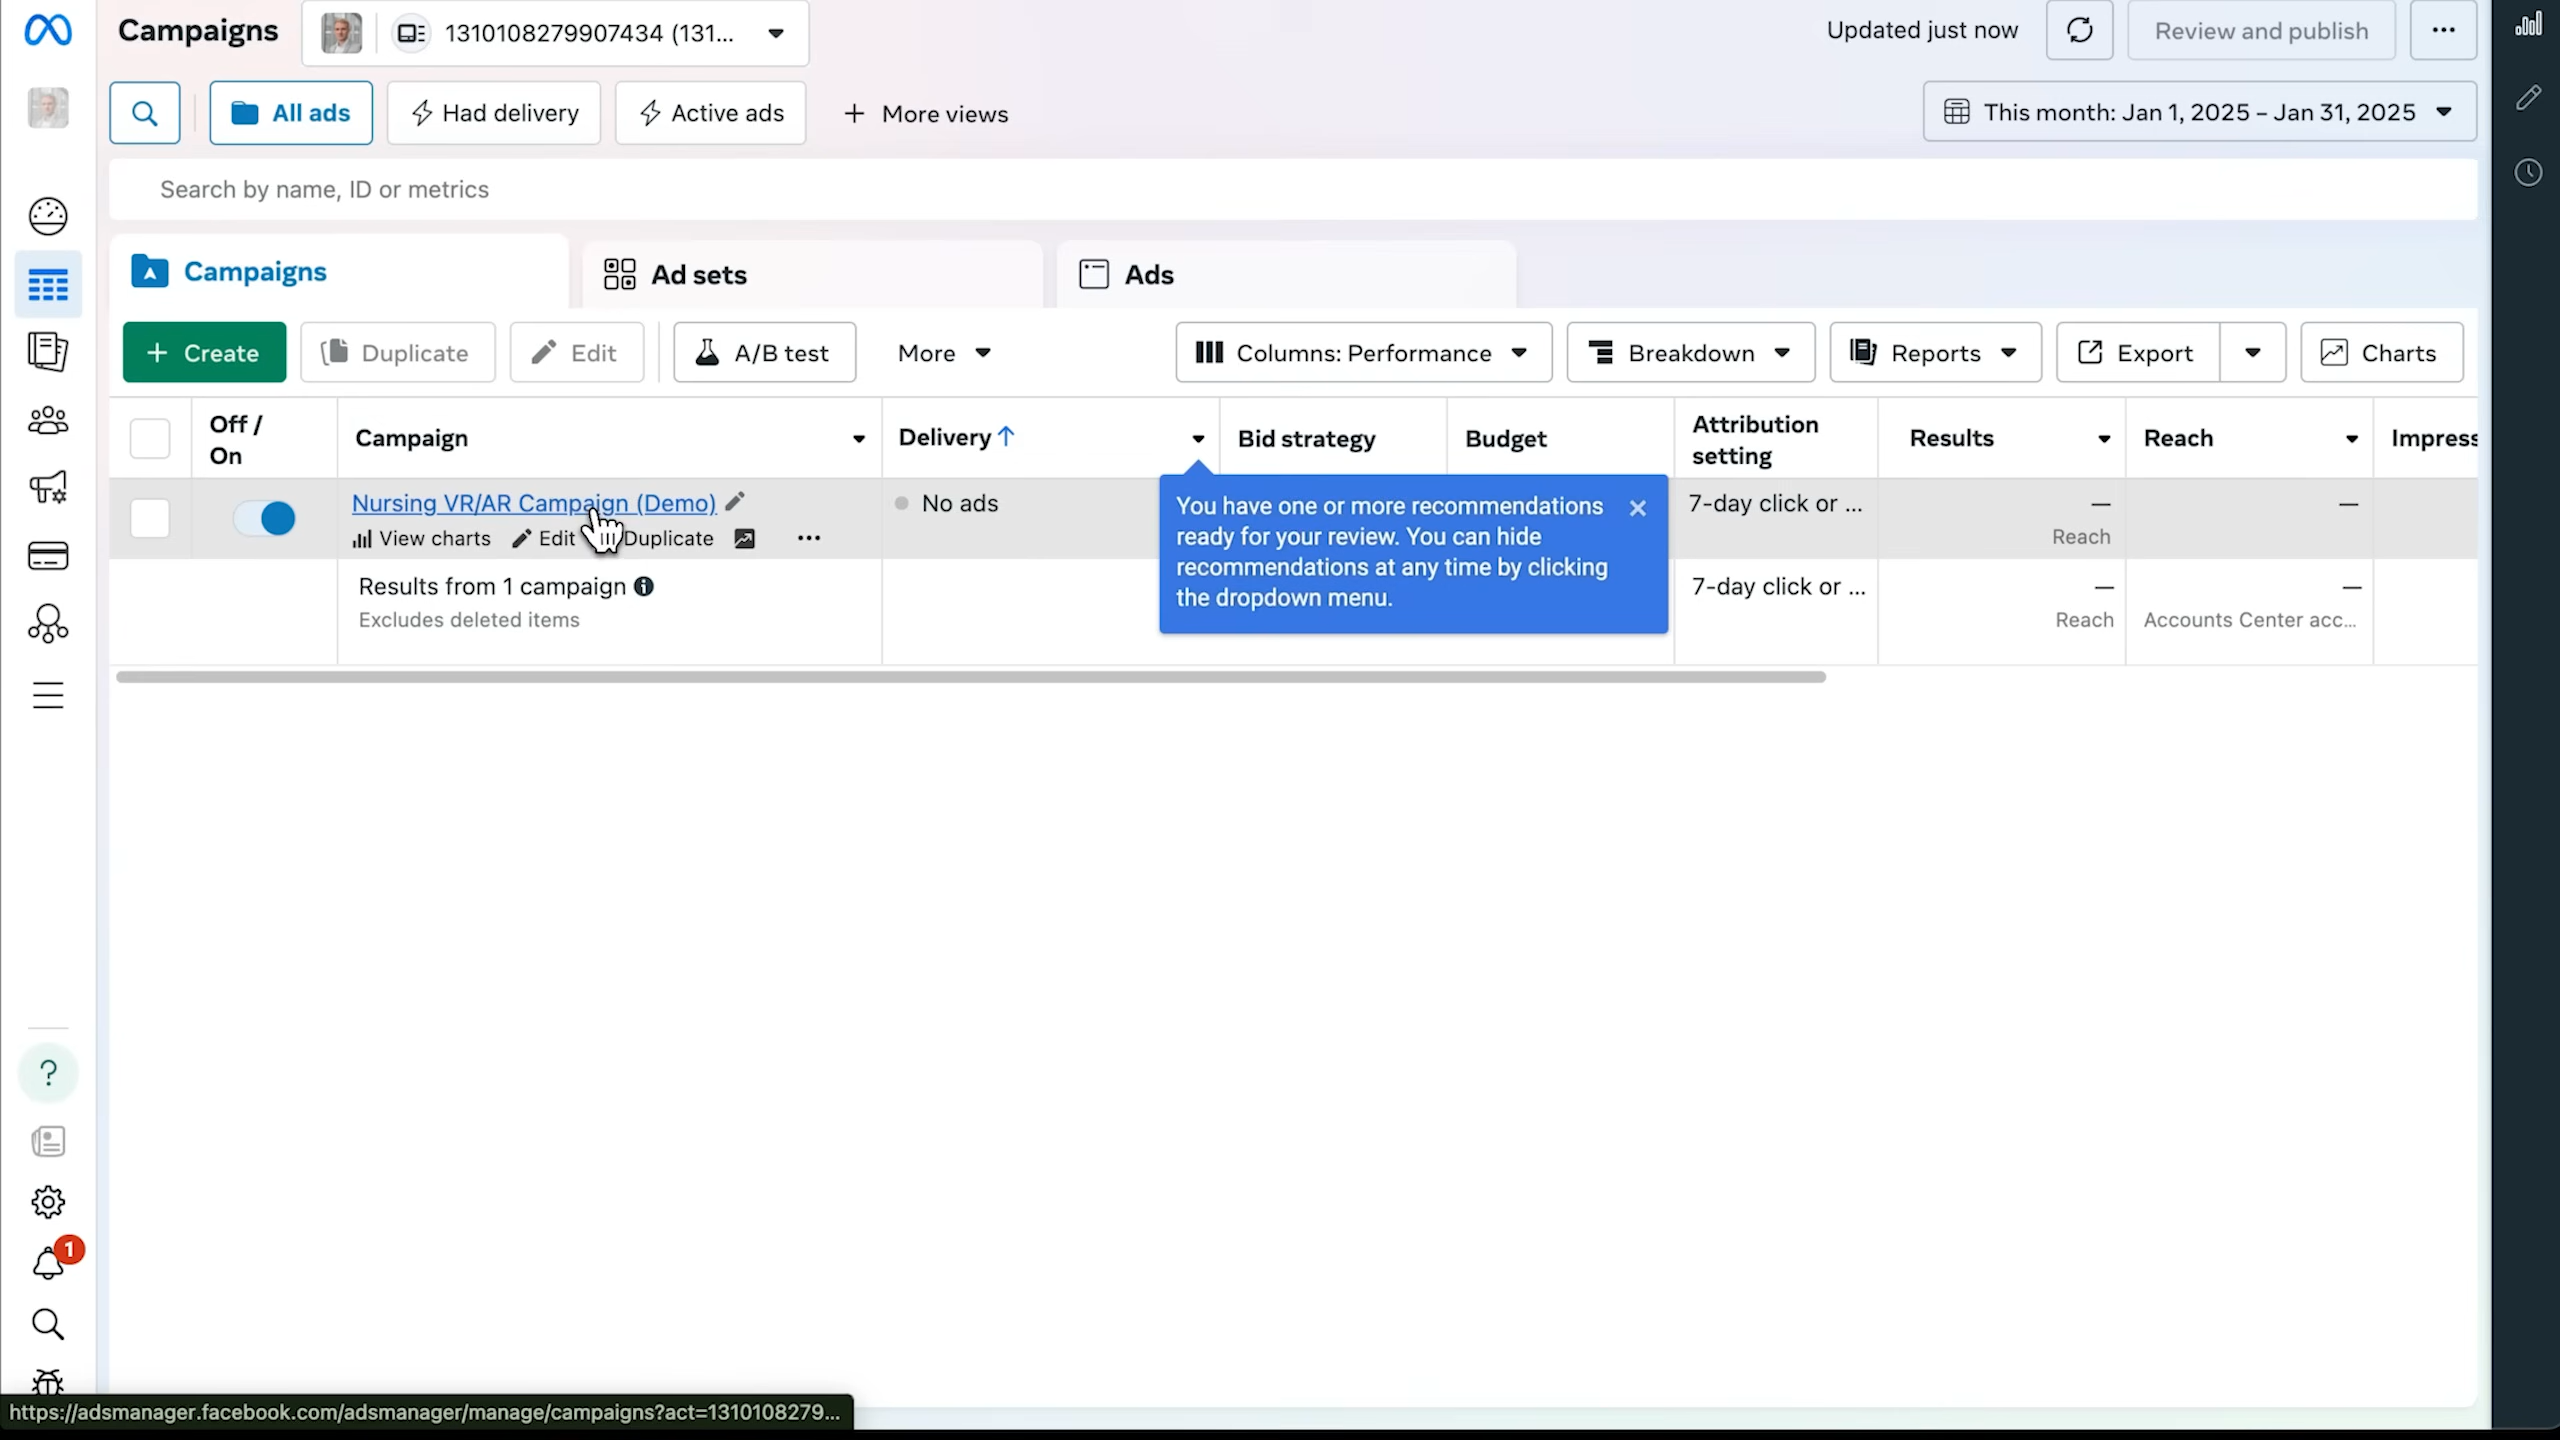 Campaigns
1310108279907434 (131...
Updated just now
Review and publish
All ads
Had delivery
Active ads
+ More views
This month: Jan 1, 2025 – Jan 31, 2025
Search by name, ID or metrics
Campaigns
Ad sets
Ads
+ Create
Duplicate
Edit
A/B test
More
Columns: Performance
Breakdown
Reports
Export
Charts
Off /
On
Campaign
Delivery ↑
Bid strategy
Budget
Attribution
setting
Results
Reach
Impress
Nursing VR/AR Campaign (Demo)
No ads
7-day click or ...
—
—
View charts
Edit
Duplicate
Reach
You have one or more recommendations
ready for your review. You can hide
recommendations at any time by clicking
the dropdown menu.
Results from 1 campaign
7-day click or ...
—
—
Excludes deleted items
Reach
Accounts Center acc...
?
1
https://adsmanager.facebook.com/adsmanager/manage/campaigns?act=1310108279...